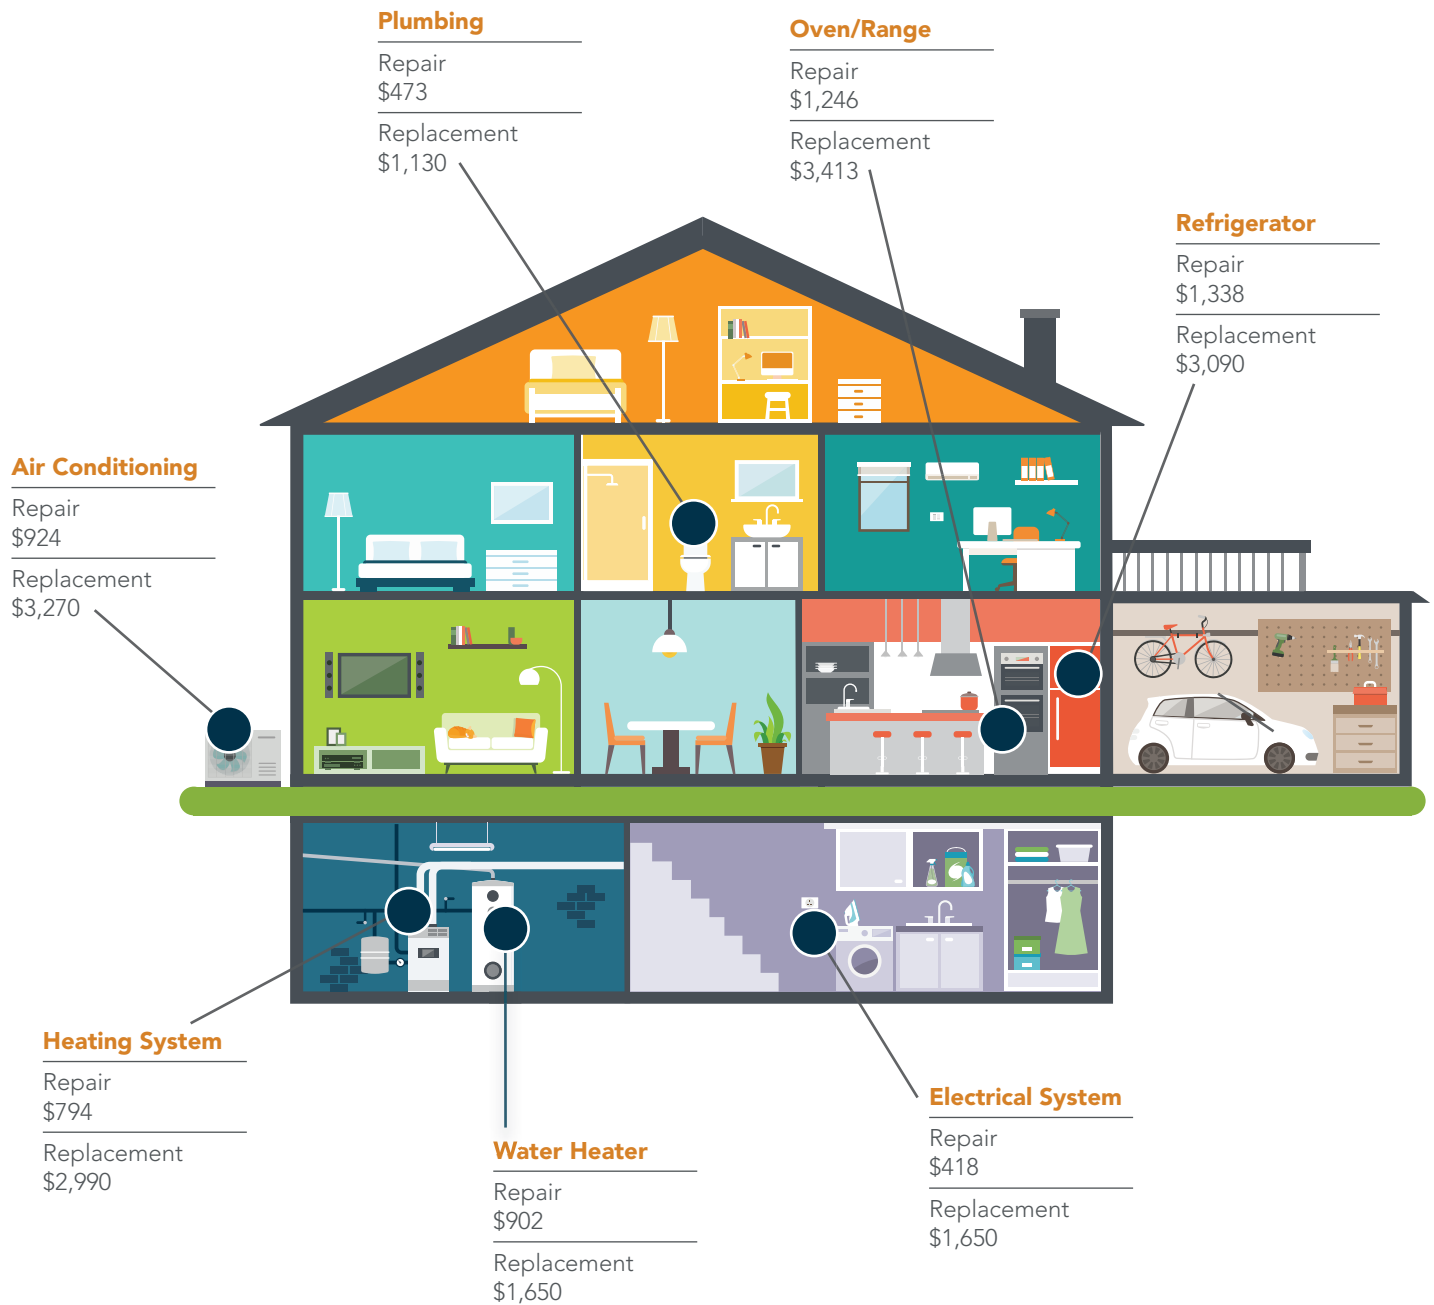 Plumbing
Repair
$473
Replacement
$1,130
Oven/Range
Repair
$1,246
Replacement
$3,413
Refrigerator
Repair
$1,338
Replacement
$3,090
Air Conditioning
Repair
$924
Replacement
$3,270
Heating System
Repair
$794
Replacement
$2,990
Water Heater
Repair
$902
Replacement
$1,650
Electrical System
Repair
$418
Replacement
$1,650